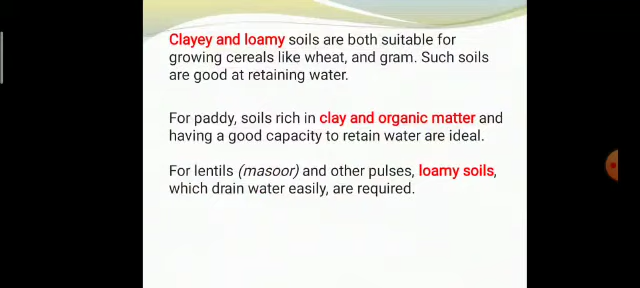 Clayey and loamy soils are both suitable for
growing cereals like wheat, and gram. Such soils
are good at retaining water.
For paddy, soils rich in clay and organic matter and
having a good capacity to retain water are ideal.
For lentils (masoor) and other pulses, loamy soils,
which drain water easily, are required.